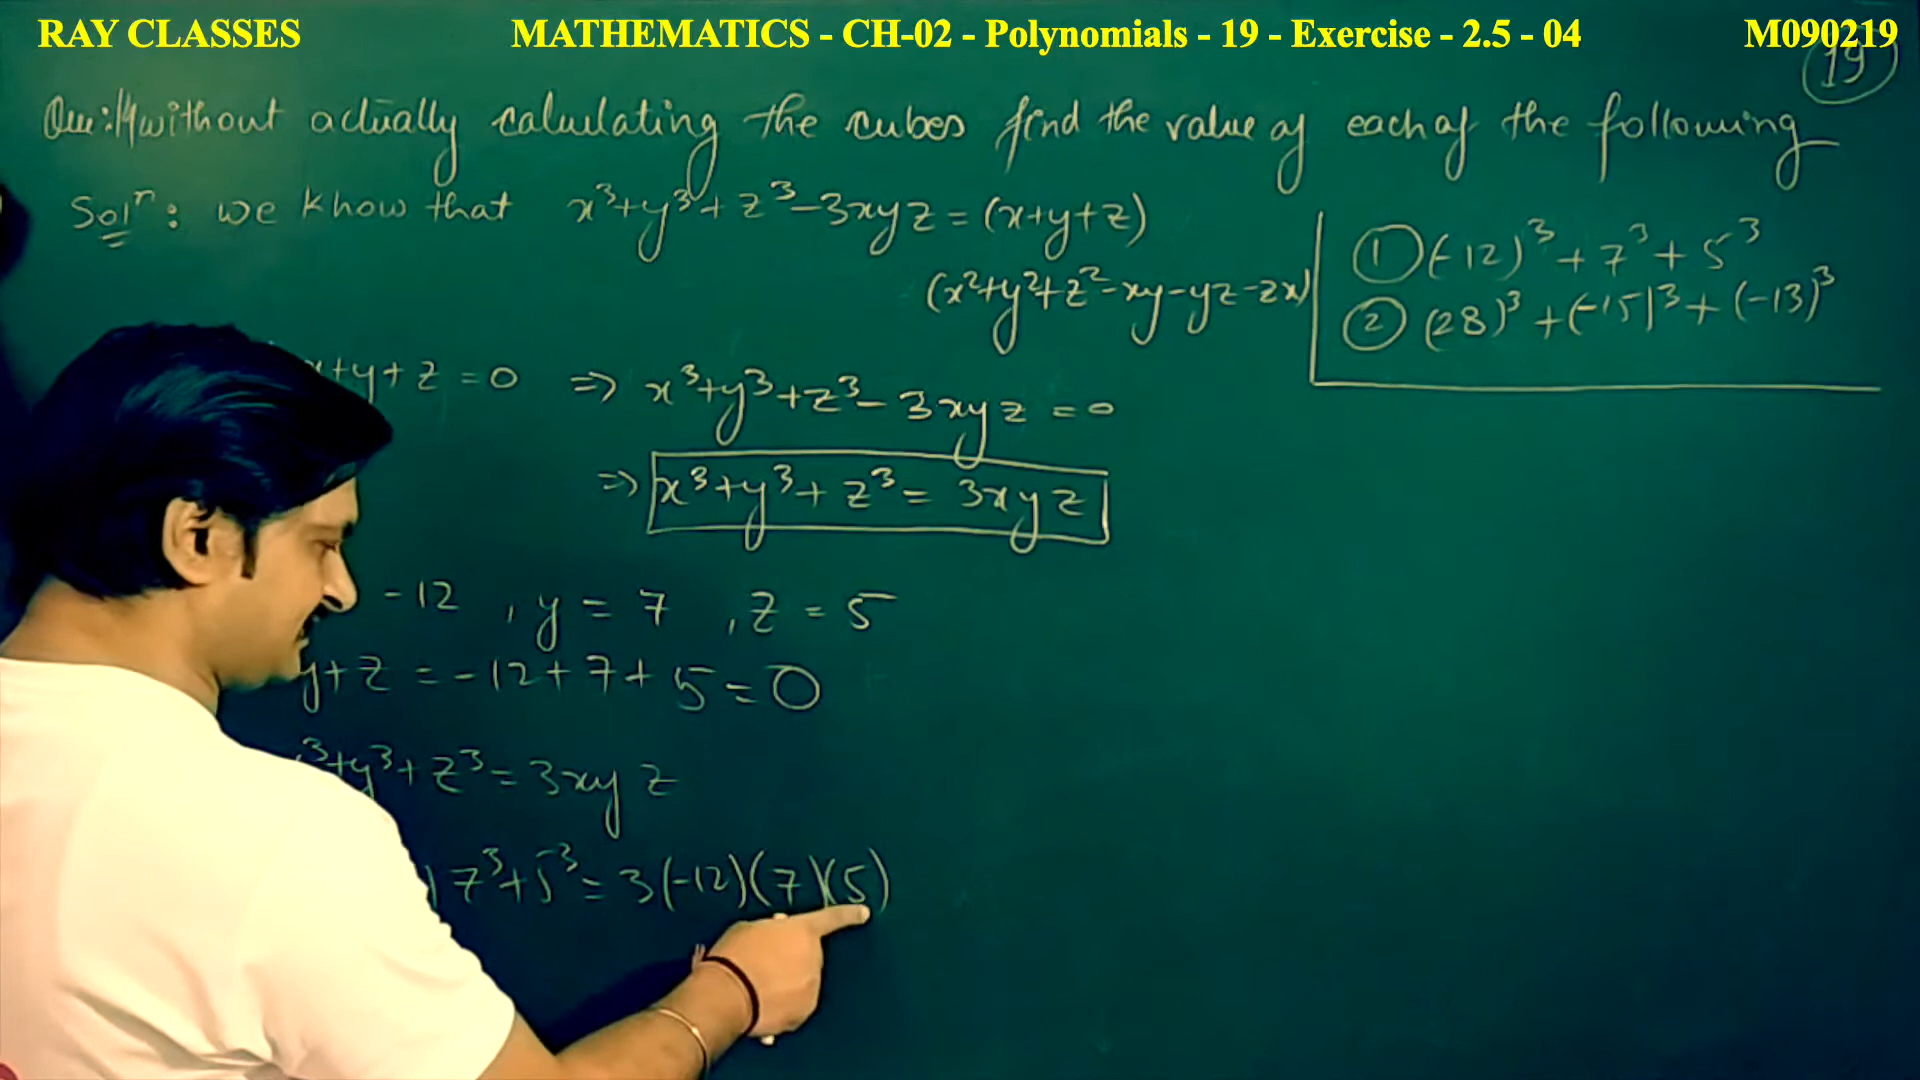 RAY CLASSES MATHEMATICS - CH-02 - Polynomials - 19 - Exercise - 2.5 - 04 M090219
19
Que:14 without actually calculating the cubes find the value of each of the following
Solⁿ : we know that x³+y³+z³-3xyz=(x+y+z)
(x²+y²+z²-xy-yz-zx)
① (-12)³+7³+5³
② (28)³+(-15)³+(-13)³
x+y+z=0 => x³+y³+z³-3xyz=0
=> x³+y³+z³=3xyz
-12, y=7, z=5
y+z=-12+7+5=0
³+y³+z³=3xyz
7³+5³=3(-12)(7)(5)